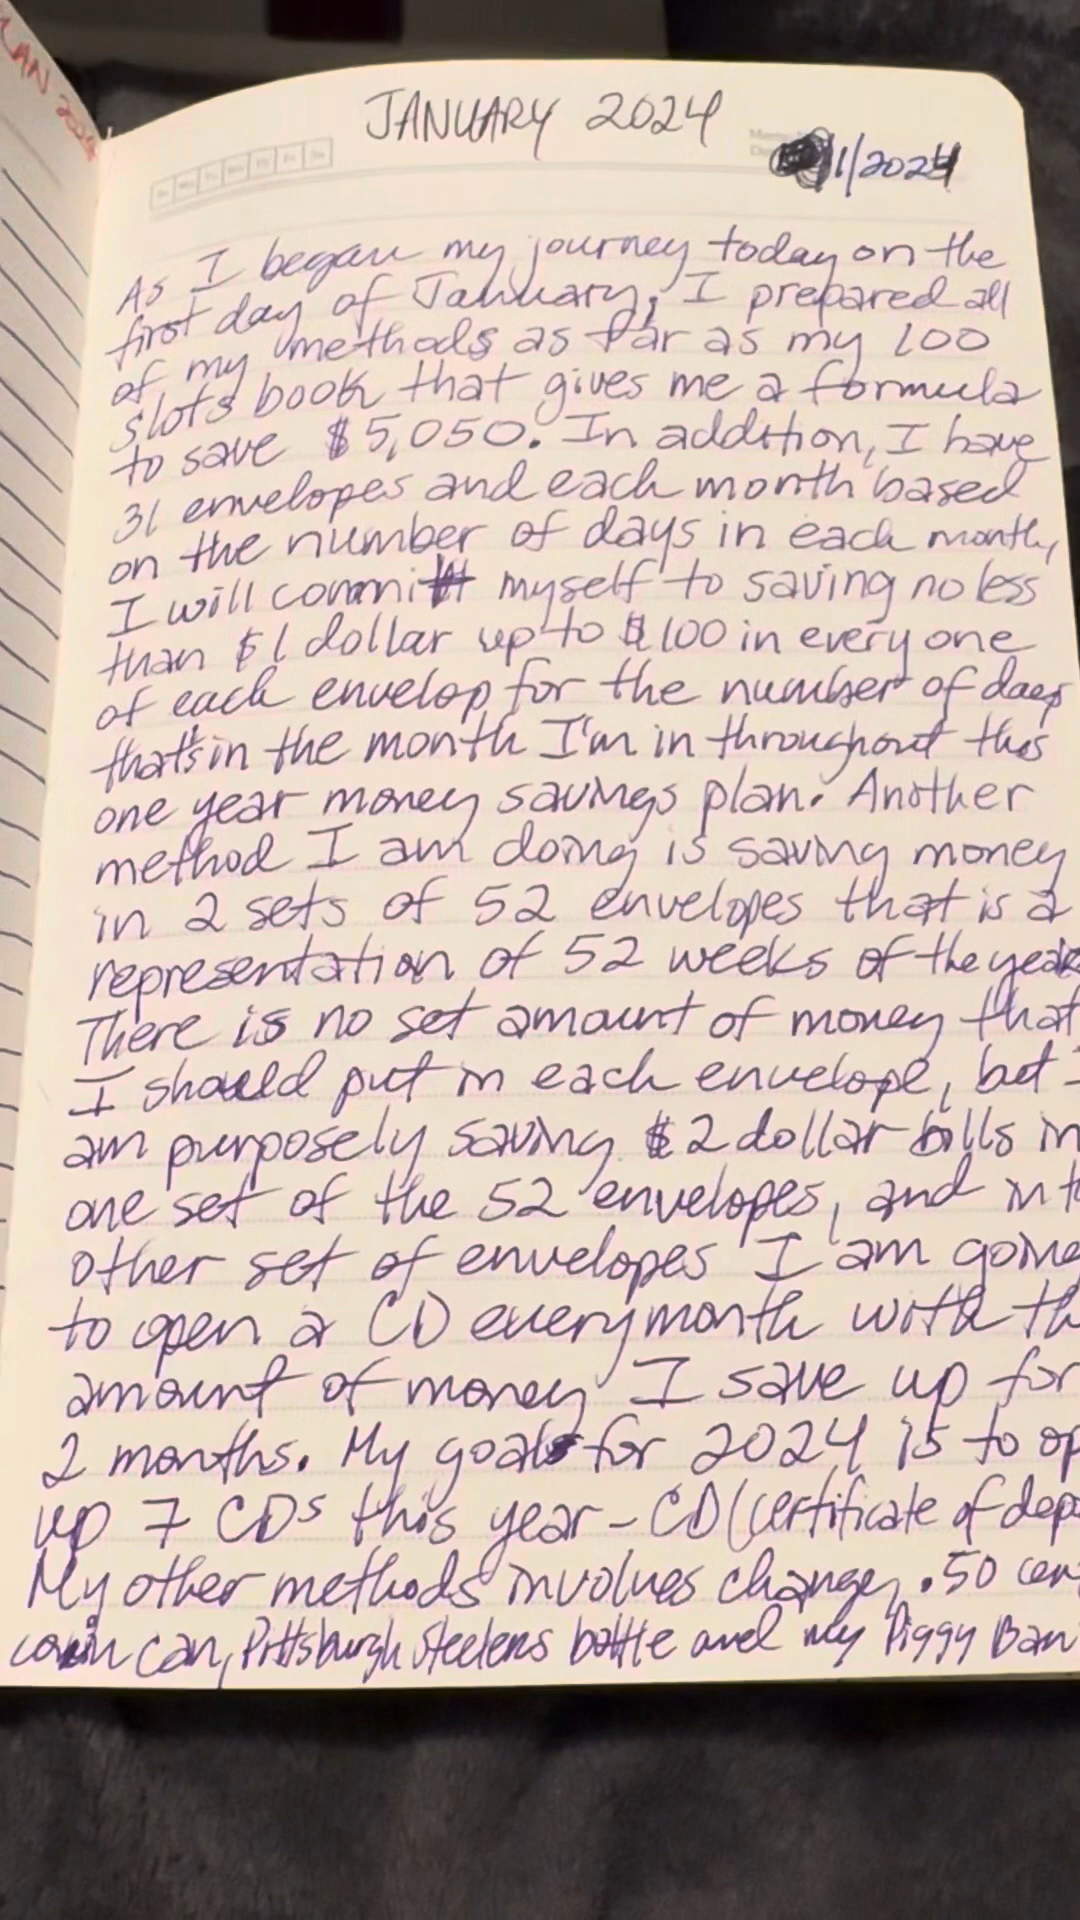 JANUARY 2024
1/2024
As I began my journey today on the
first day of January, I prepared all
of my methods as far as my 100
slots book that gives me a formula
to save $5,050. In addition, I have
31 envelopes and each month based
on the number of days in each month,
I will commit myself to saving no less
than $1 dollar up to $100 in every one
of each envelop for the number of days
that's in the month I'm in throughout this
one year money savings plan. Another
method I am doing is saving money
in 2 sets of 52 envelopes that is a
representation of 52 weeks of the year
There is no set amount of money that
I should put in each envelope, but I
am purposely saving $2 dollar bills in
one set of the 52 envelopes, and in
other set of envelopes I am going
to open a CD every month with th
amount of money I save up for
2 months. My goal for 2024 is to op
up 7 CDs this year - CD (certificate of depo
My other methods involves change, .50 cen
coin can, Pittsburgh Steelers bottle and my Piggy Ban